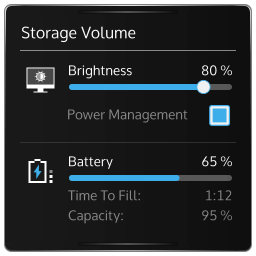 Storage Volume
Brightness 80 %
Power Management
Battery 65 %
Time To Fill: 1:12
Capacity: 95 %